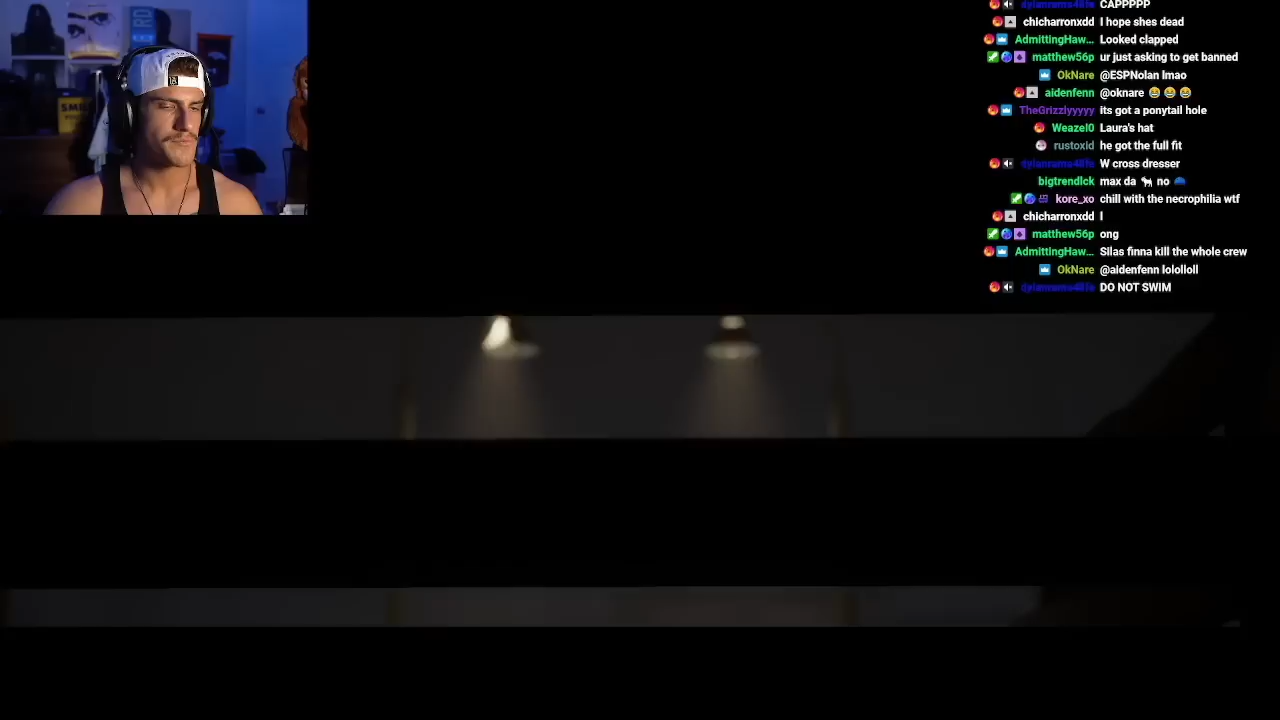 dylanrams48fe CAPPPPP
chicharronxdd I hope shes dead
AdmittingHaw... Looked clapped
matthew56p ur just asking to get banned
OkNare @ESPNolan lmao
aidenfenn @oknare 😂 😂 😂
TheGrizzlyyyyy its got a ponytail hole
Weazel0 Laura's hat
rustoxid he got the full fit
W cross dresser
bigtrendlck max da 🐪 no 🧢
kore_xo chill with the necrophilia wtf
chicharronxdd I
matthew56p ong
AdmittingHaw... Silas finna kill the whole crew
OkNare @aidenfenn lololloll
DO NOT SWIM